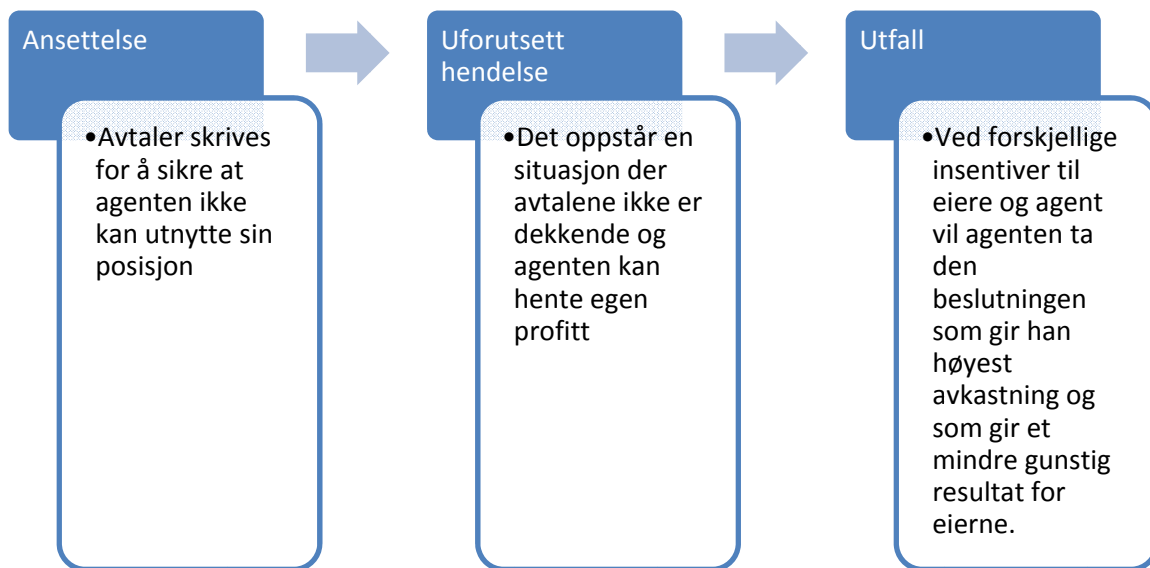 Ansettelse
•Avtaler skrives
for å sikre at
agenten ikke
kan utnytte sin
posisjon
Uforutsett
hendelse
•Det oppstår en
situasjon der
avtalene ikke er
dekkende og
agenten kan
hente egen
profitt
Utfall
•Ved forskjellige
insentiver til
eiere og agent
vil agenten ta
den
beslutningen
som gir han
høyest
avkastning og
som gir et
mindre gunstig
resultat for
eierne.